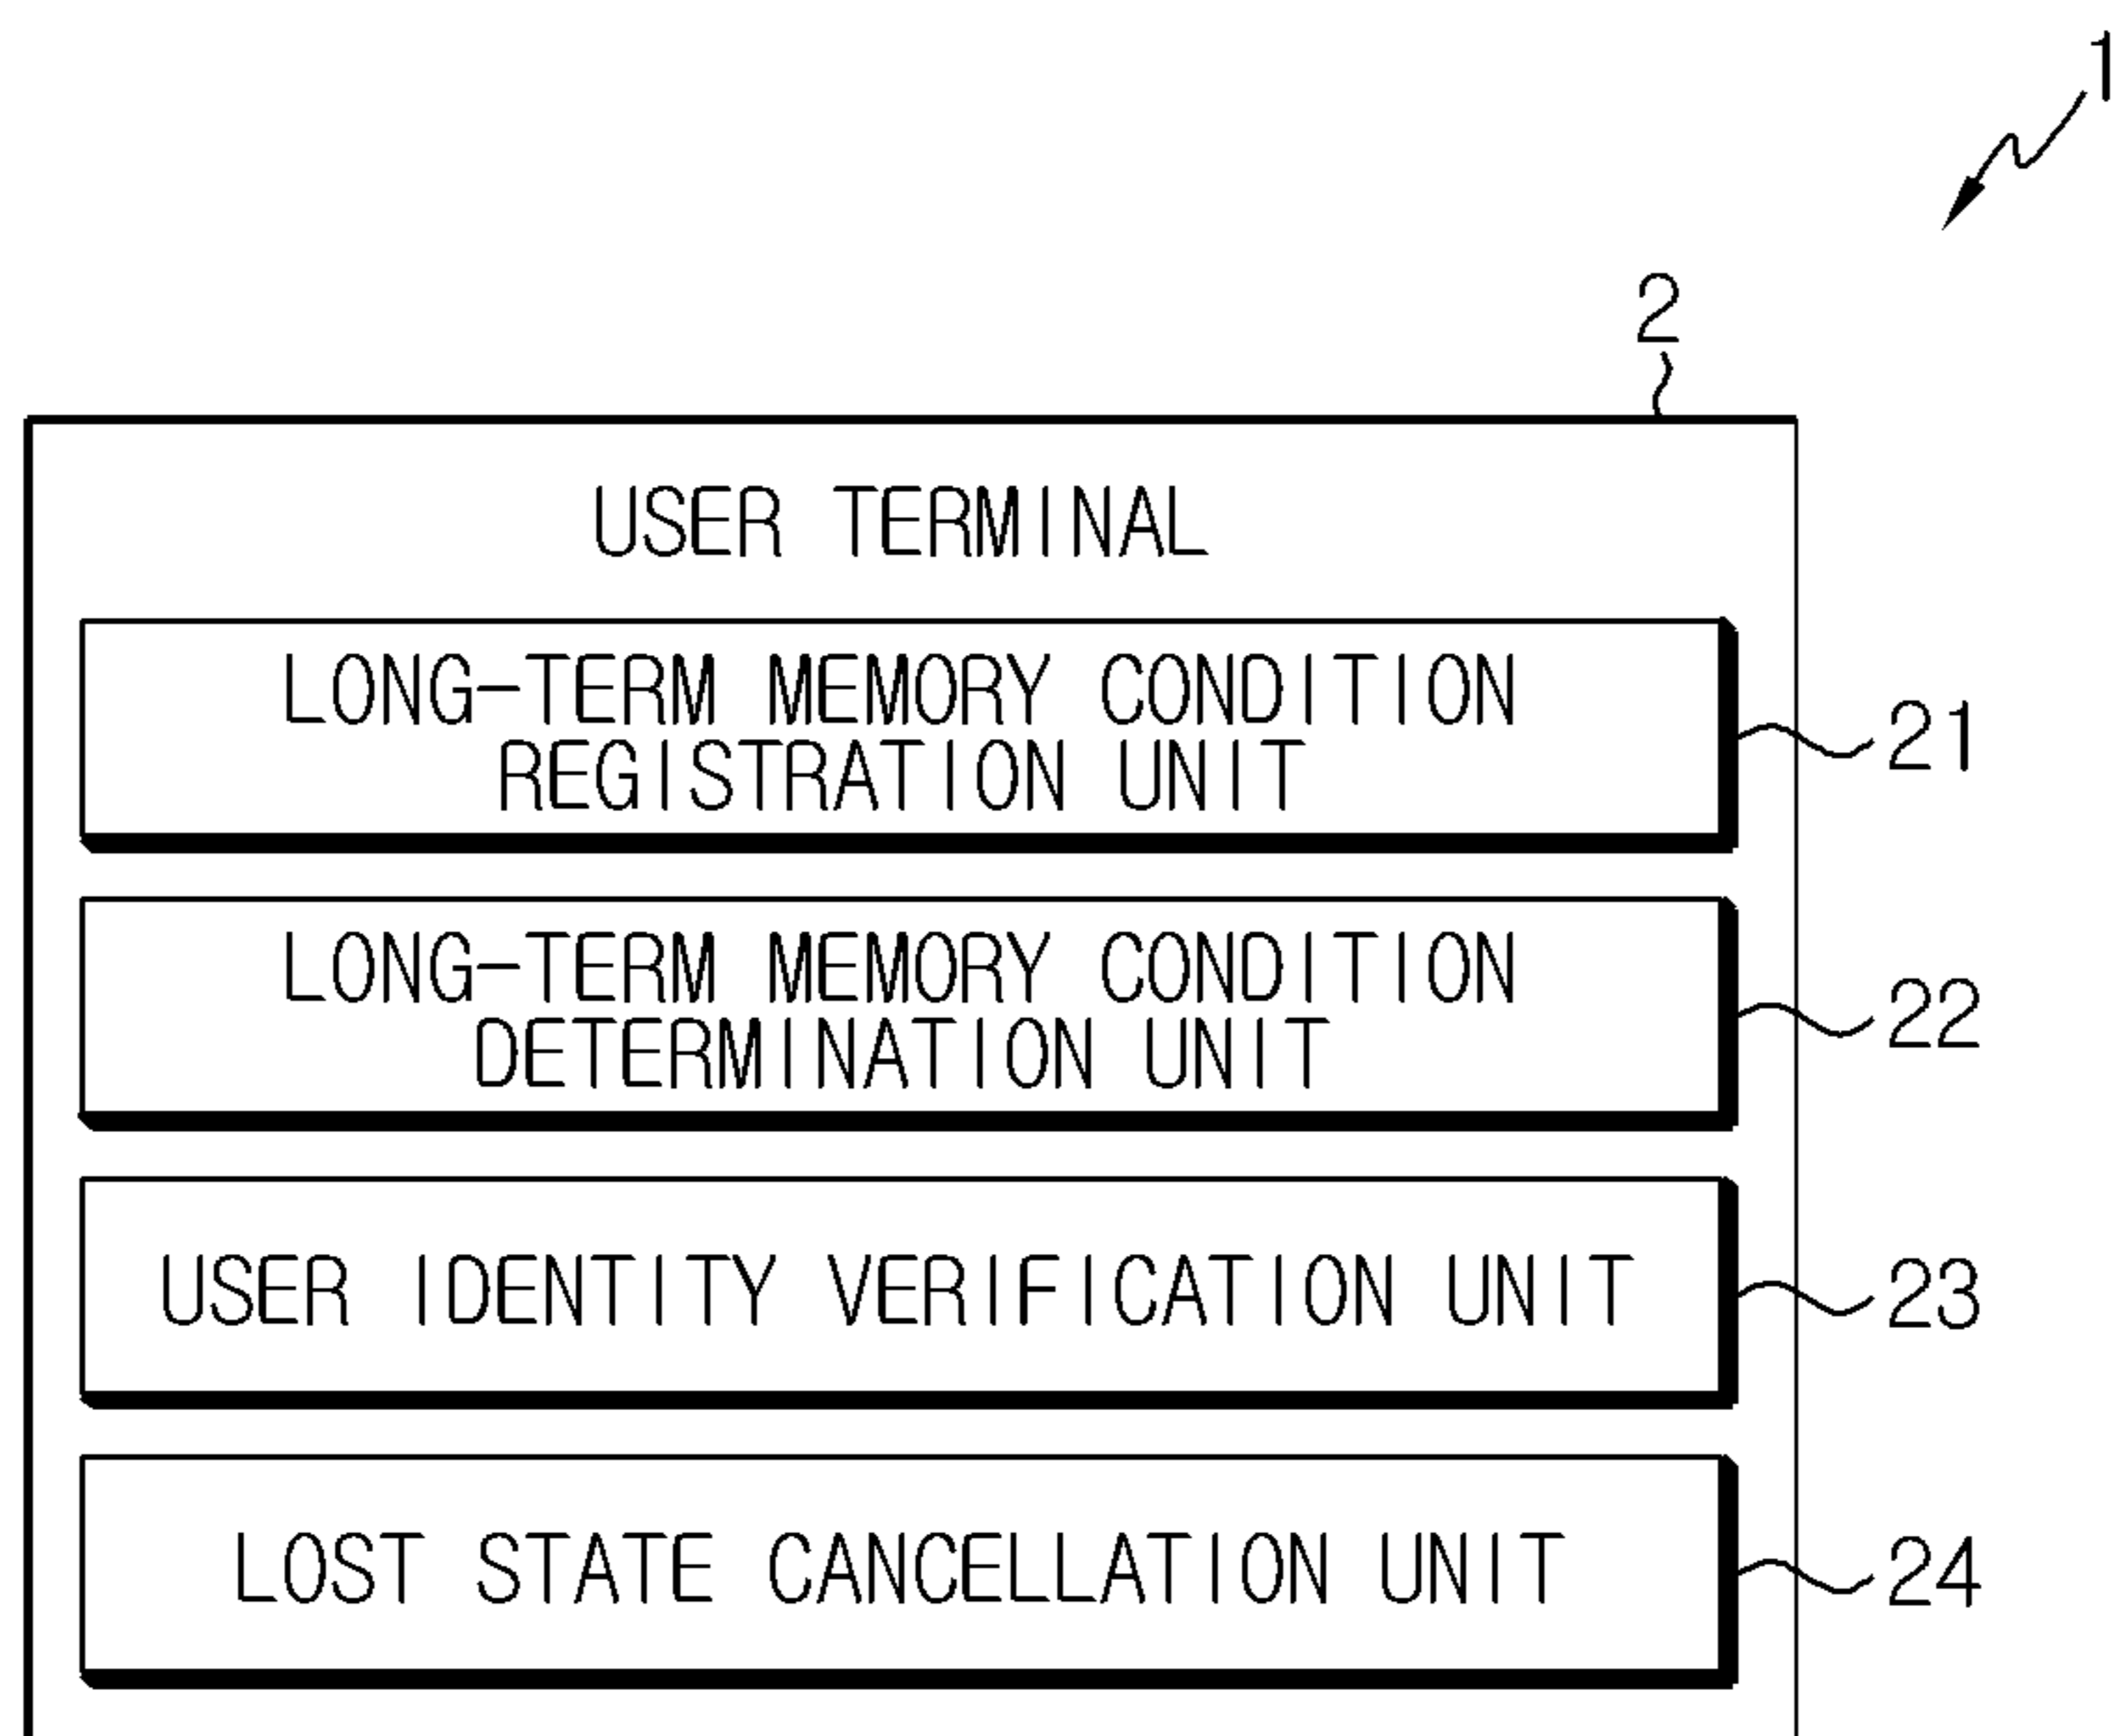 1
2
USER TERMINAL
LONG-TERM MEMORY CONDITION
REGISTRATION UNIT
21
LONG-TERM MEMORY CONDITION
DETERMINATION UNIT
22
USER IDENTITY VERIFICATION UNIT
23
LOST STATE CANCELLATION UNIT
24